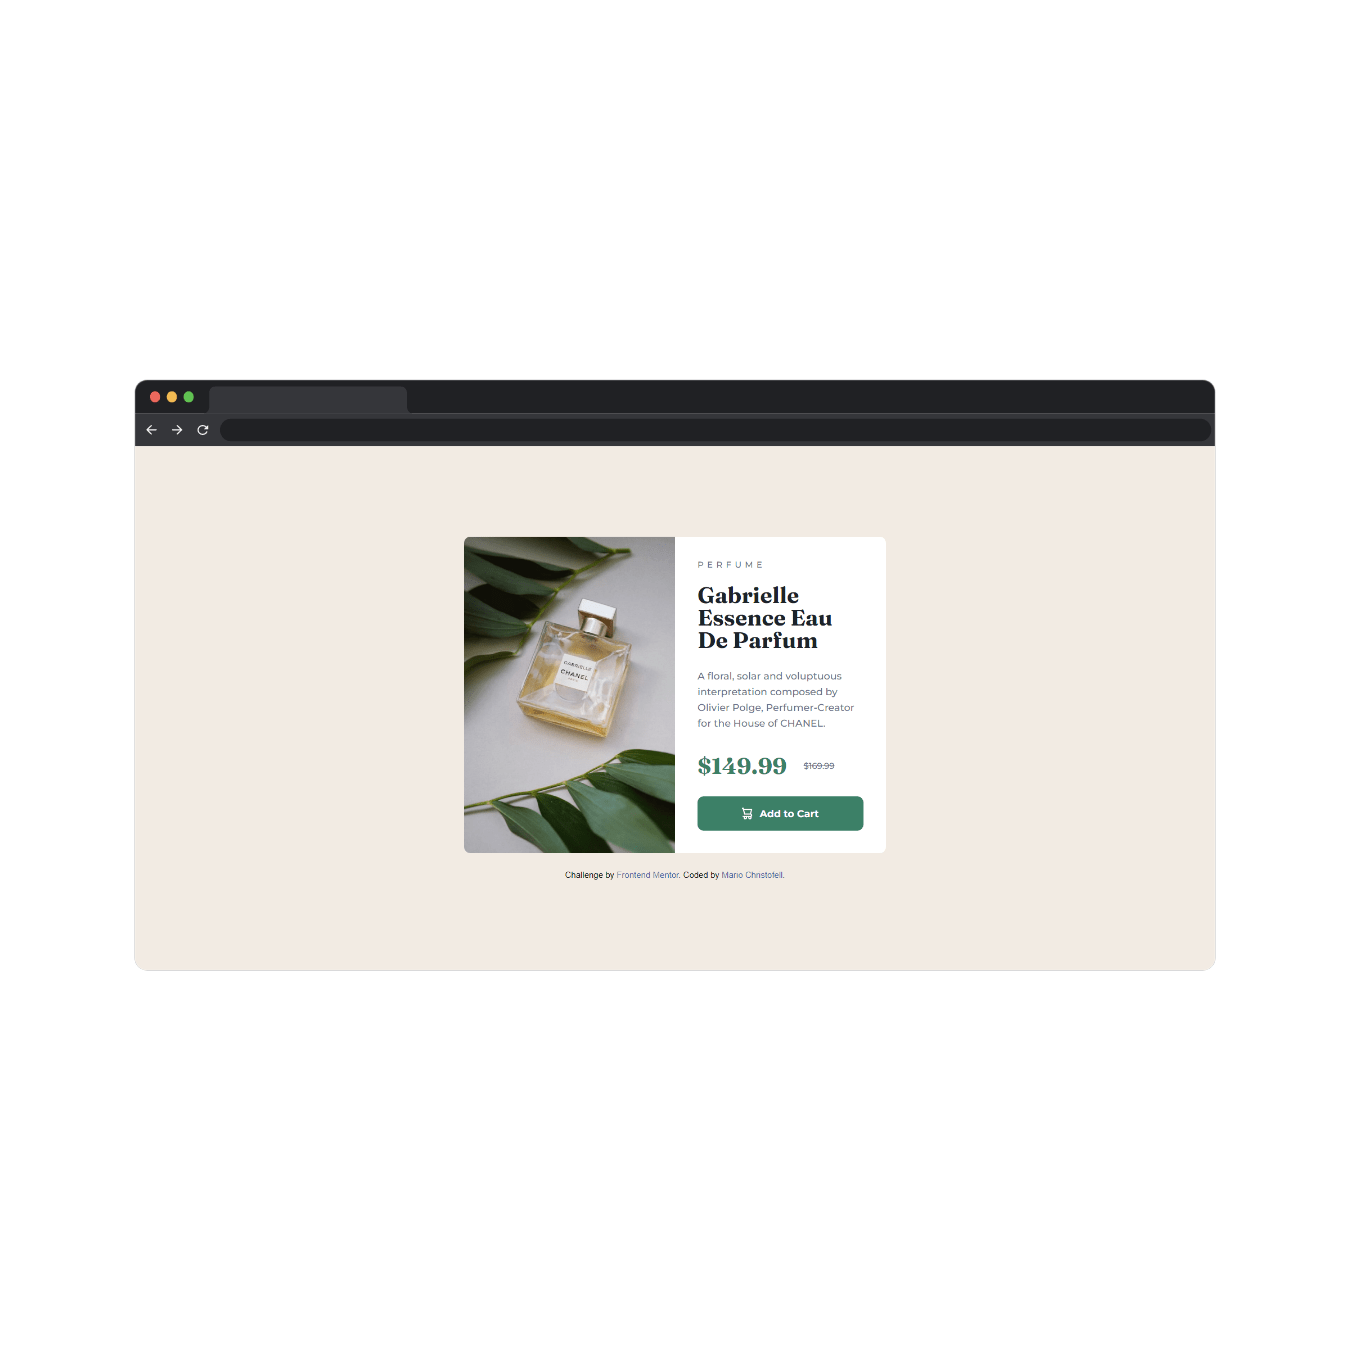 PERFUME
Gabrielle
Essence Eau
De Parfum
A floral, solar and voluptuous
interpretation composed by
Olivier Polge, Perfumer-Creator
for the House of CHANEL.
$149.99 $169.99
Add to Cart
GABRIELLE
CHANEL
Challenge by Frontend Mentor. Coded by Mario Christofell.